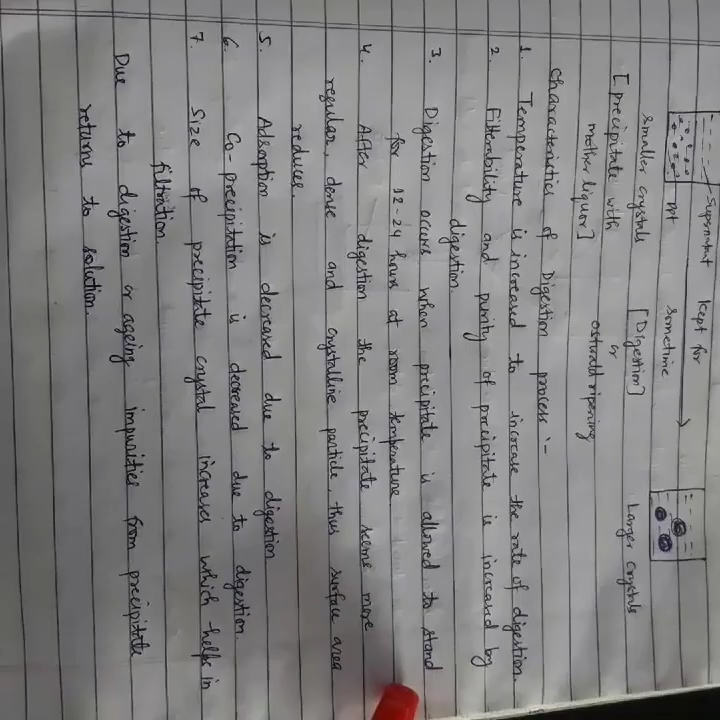 Supernatant
ppt
Kept for
sometime
smaller crystals
[Digestion]
Larger crystals
[precipitate with
mother liquor]
or
ostwald ripening
Characteristics of Digestion process :-
1. Temperature is increased to increase the rate of digestion.
2. Filterability and purity of precipitate is increased by
digestion.
3. Digestion occurs when precipitate is allowed to stand
for 12-24 hours at room temperature
4. After digestion the precipitate seems more
regular, dense and crystalline particle, thus surface area
reduces.
5. Adsorption is decreased due to digestion
6. Co-precipitation is decreased due to digestion.
7. Size of precipitate crystal increases which helps in
filtration.
Due to digestion or ageing impurities from precipitate
returns to solution.